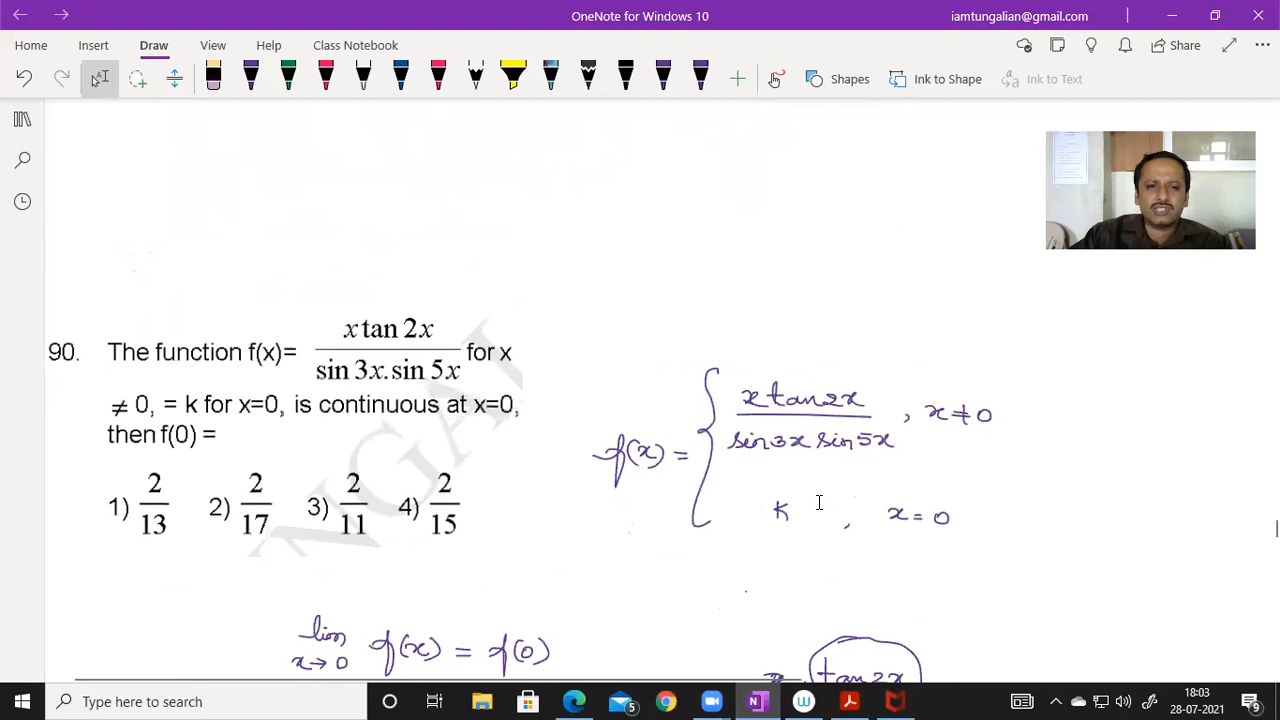 OneNote for Windows 10
iamtungalian@gmail.com
Home Insert Draw View Help Class Notebook
Share
Shapes
Ink to Shape
Ink to Text
90. The function f(x)= x tan 2x / sin 3x.sin 5x for x
≠ 0, = k for x=0, is continuous at x=0,
then f(0) =
1) 2/13 2) 2/17 3) 2/11 4) 2/15
f(x) = { x tan2x / sin3x sin5x , x ≠ 0
k , x = 0
lim x→0 f(x) = f(0)
x tan2x
Type here to search
5
18:03
28-07-2021
9